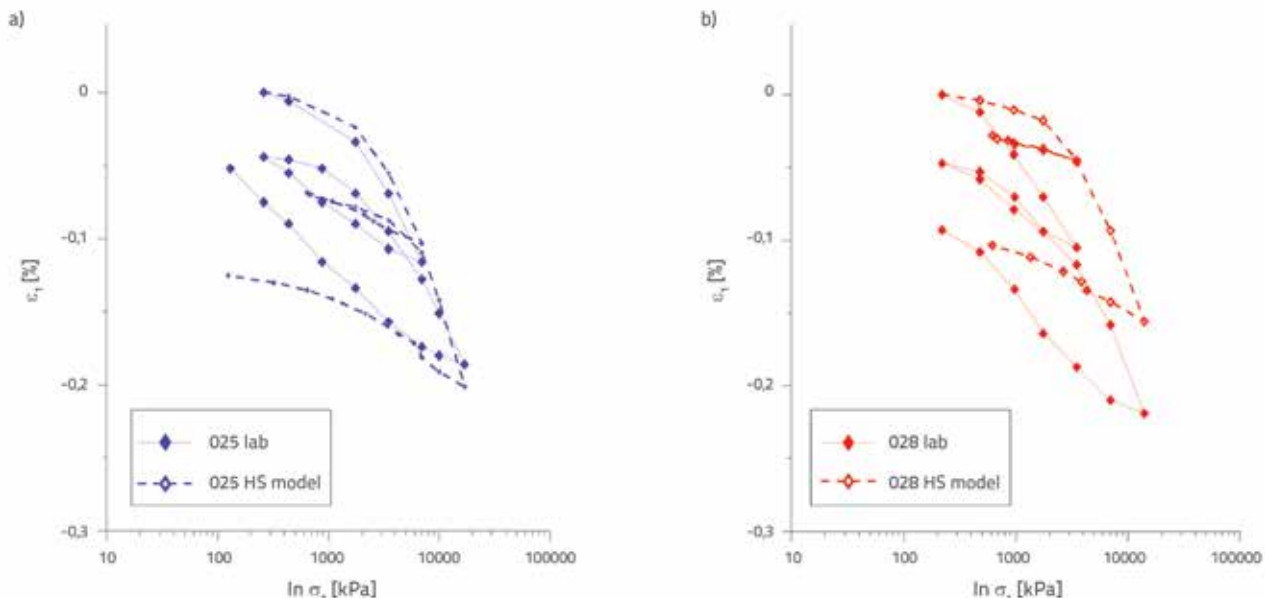 a)
0
-0,1
-0,2
-0,3
ε₁ [%]
025 lab
025 HS model
10
100
1000
10000
100000
ln σ₁ [kPa]
b)
0
-0,1
-0,2
-0,3
ε₁ [%]
028 lab
028 HS model
10
100
1000
10000
100000
ln σ₁ [kPa]